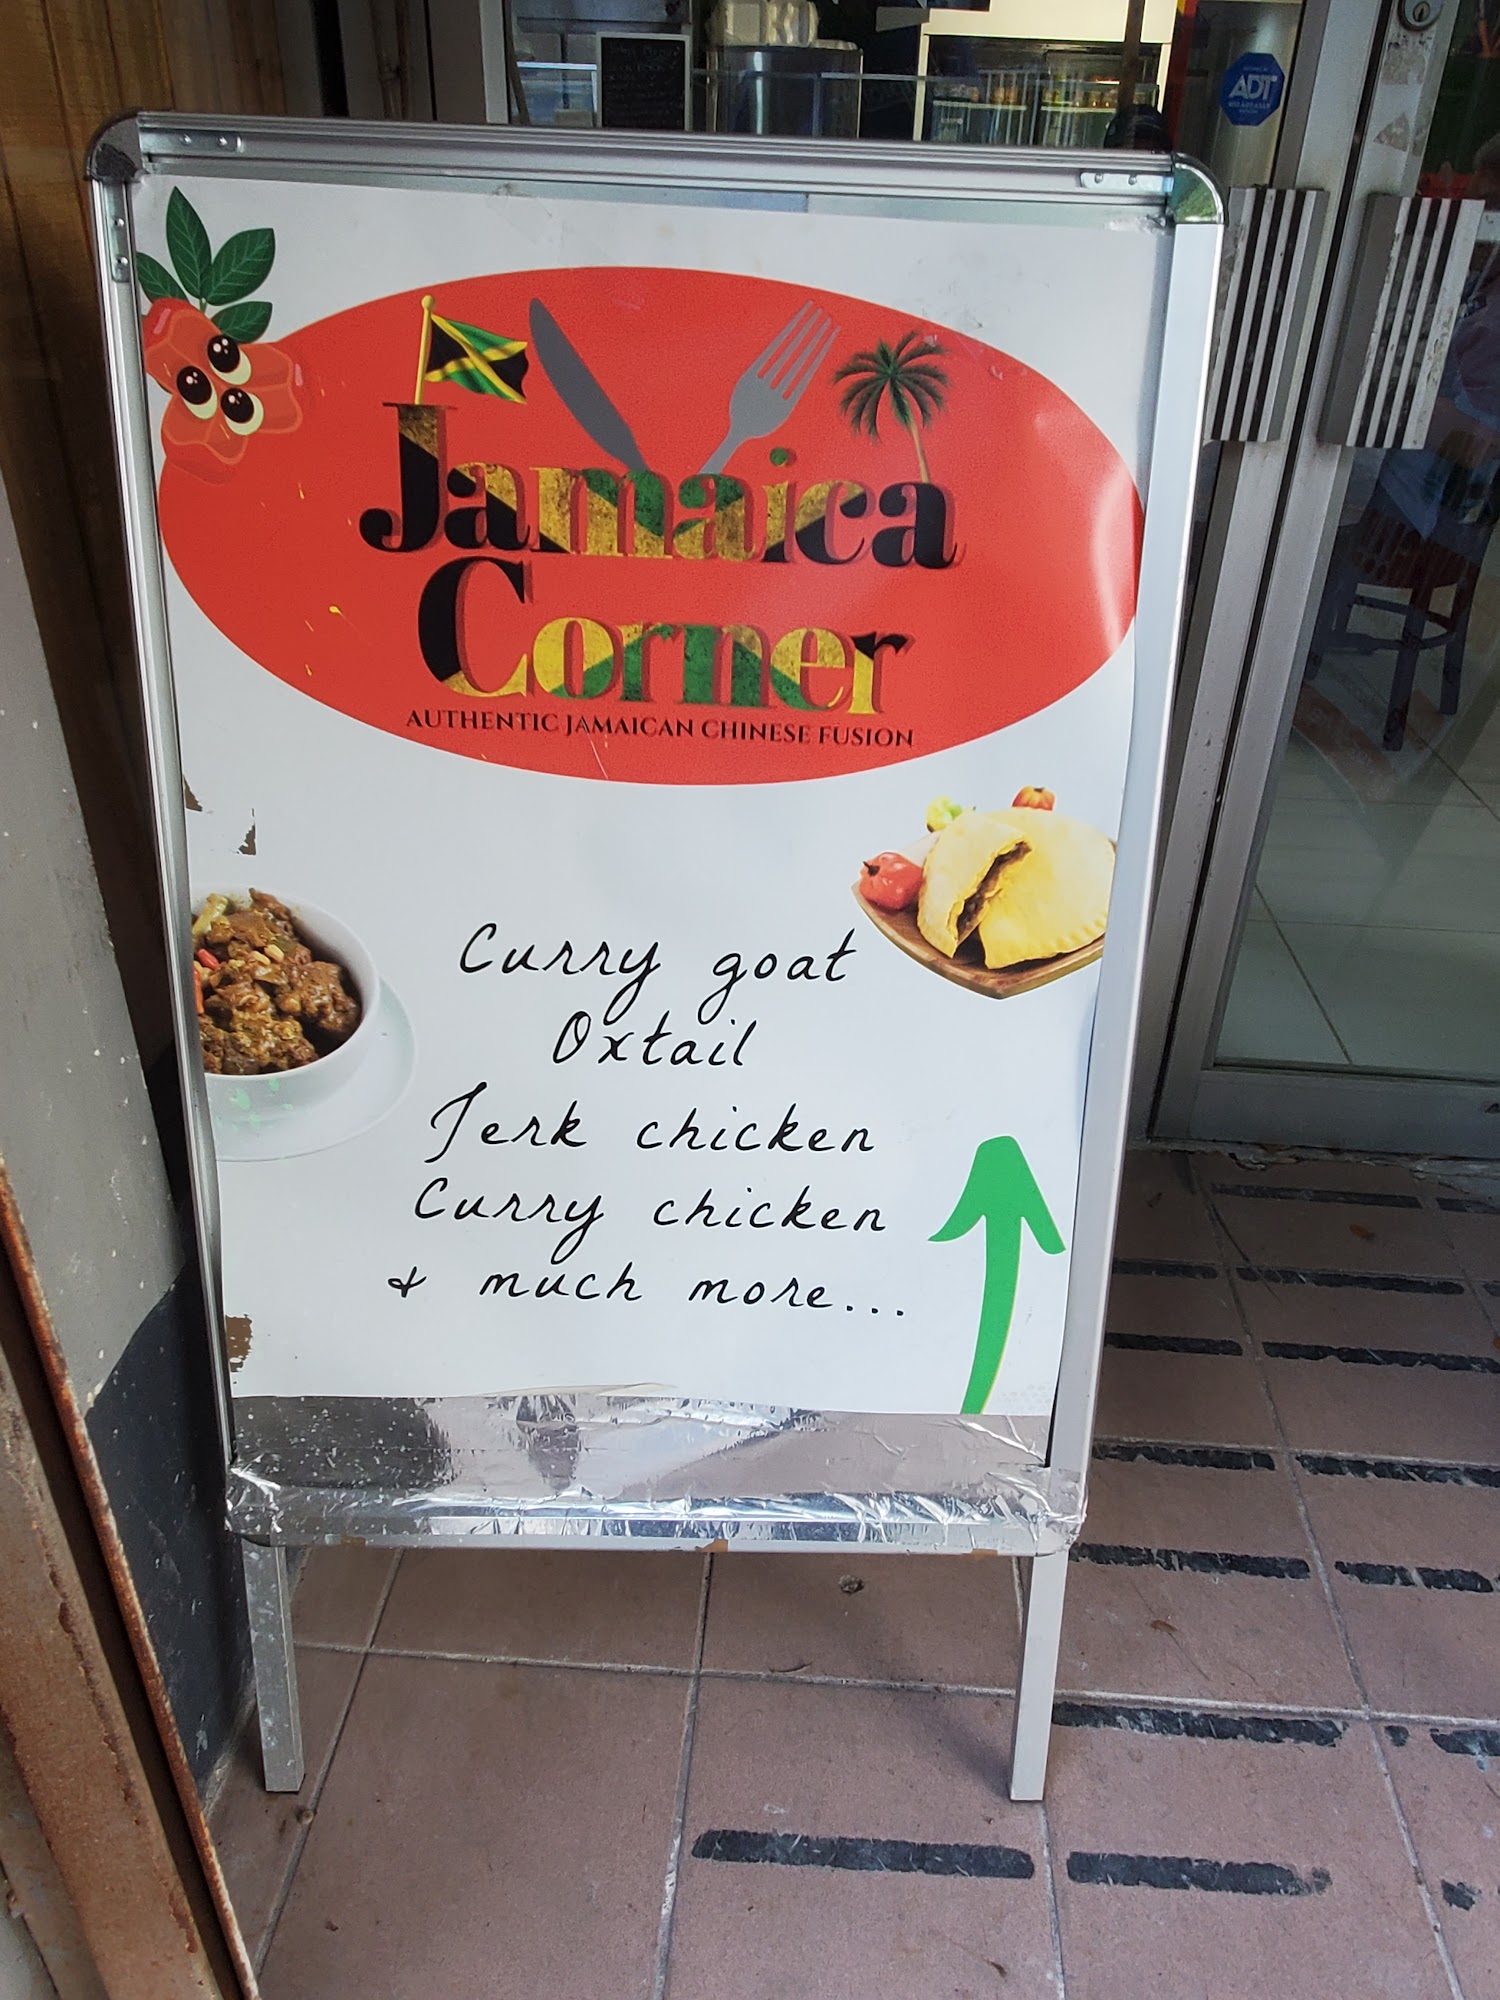 ADT
Jamaica
Corner
AUTHENTIC JAMAICAN CHINESE FUSION
Curry goat
Oxtail
Jerk chicken
Curry chicken
& much more...